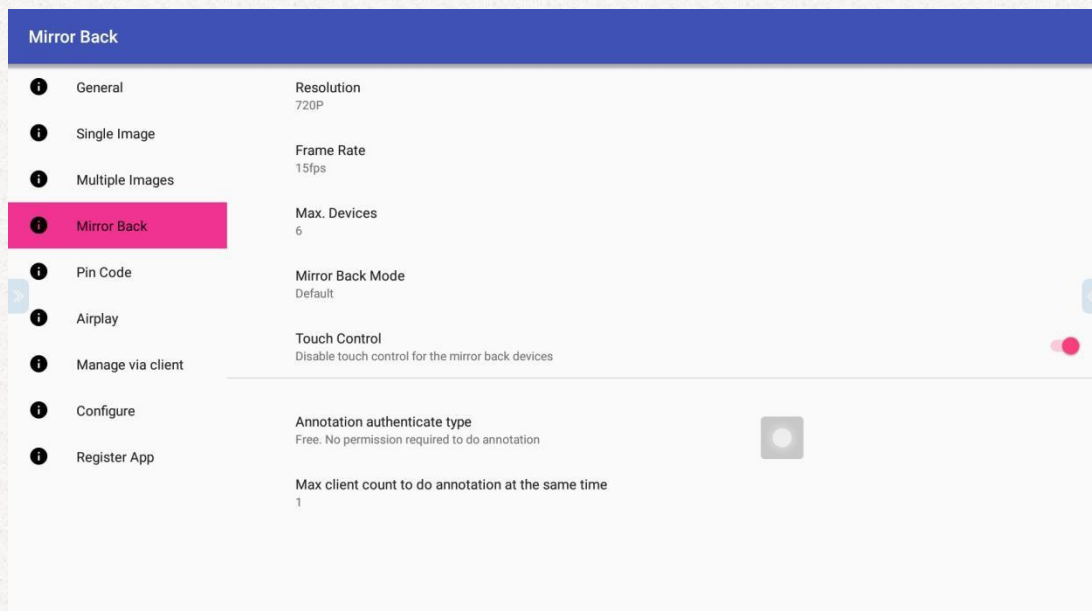 Mirror Back
General
Single Image
Multiple Images
Mirror Back
Pin Code
Airplay
Manage via client
Configure
Register App
Resolution
720P
Frame Rate
15fps
Max. Devices
6
Mirror Back Mode
Default
Touch Control
Disable touch control for the mirror back devices
Annotation authenticate type
Free. No permission required to do annotation
Max client count to do annotation at the same time
1